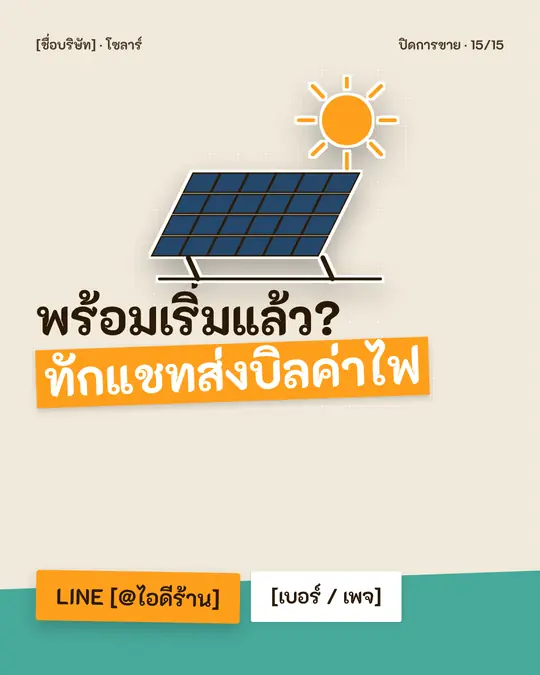 [ชื่อบริษัท] · โซลาร์
ปิดการขาย · 15/15
พร้อมเริ่มแล้ว?
ทักแชทส่งบิลค่าไฟ
LINE [@ไอดีร้าน]
[เบอร์ / เพจ]